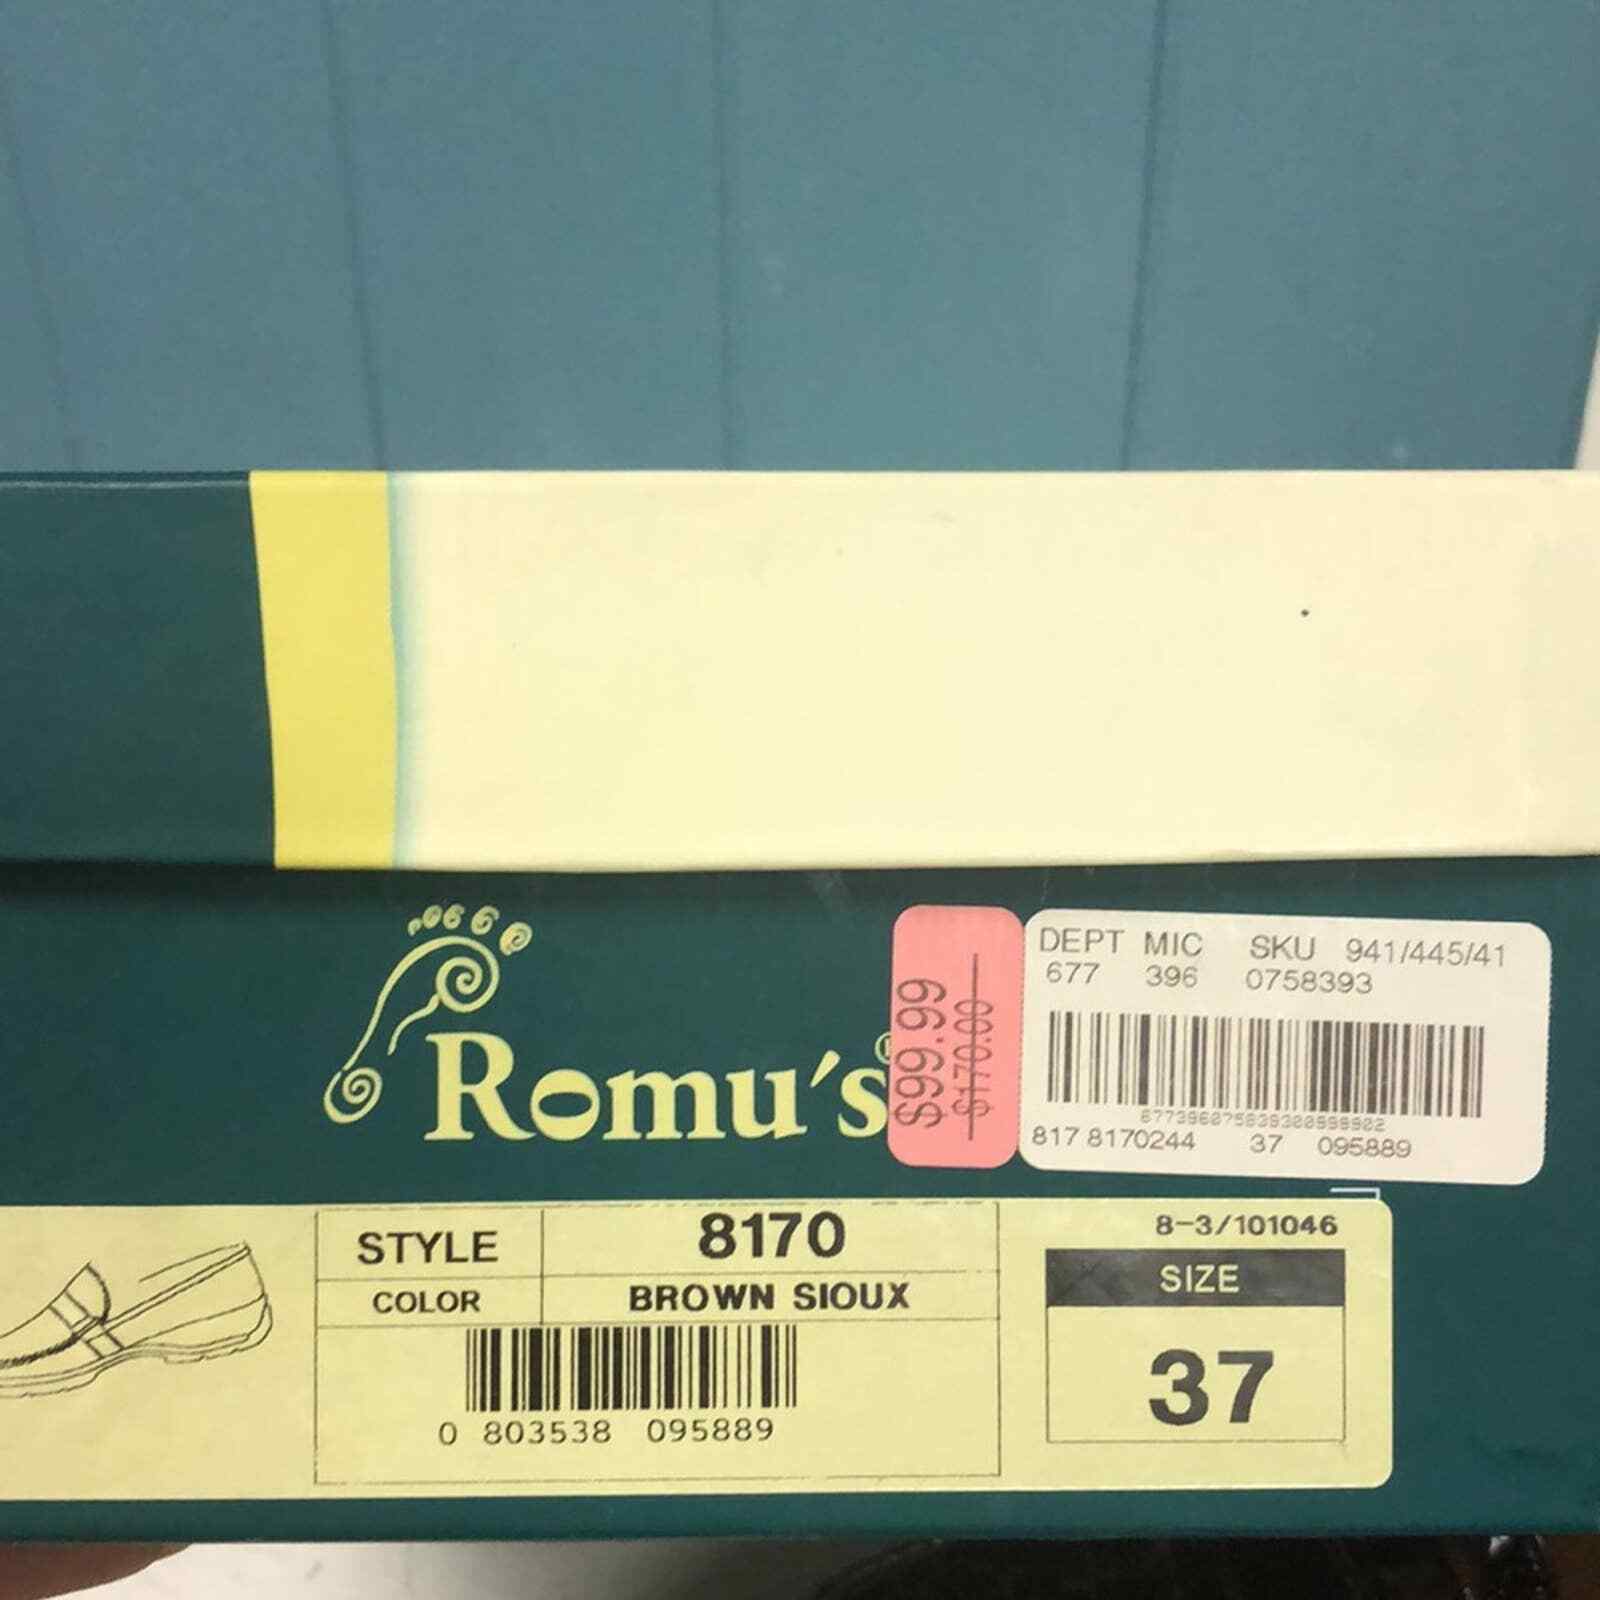 Romu's
$170.00
$69.99
DEPT MIC SKU 941/445/41
677 396 0758393
817 8170244 37 095889
8-3/101046
STYLE 8170
COLOR BROWN SIOUX
0 803538 095889
SIZE
37